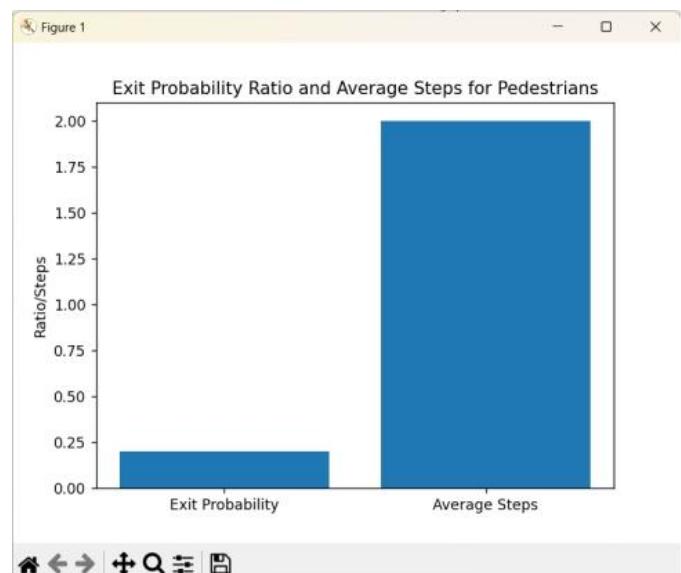 Figure 1
Exit Probability Ratio and Average Steps for Pedestrians
2.00
1.75
1.50
1.25
1.00
0.75
0.50
0.25
0.00
Ratio/Steps
Exit Probability
Average Steps